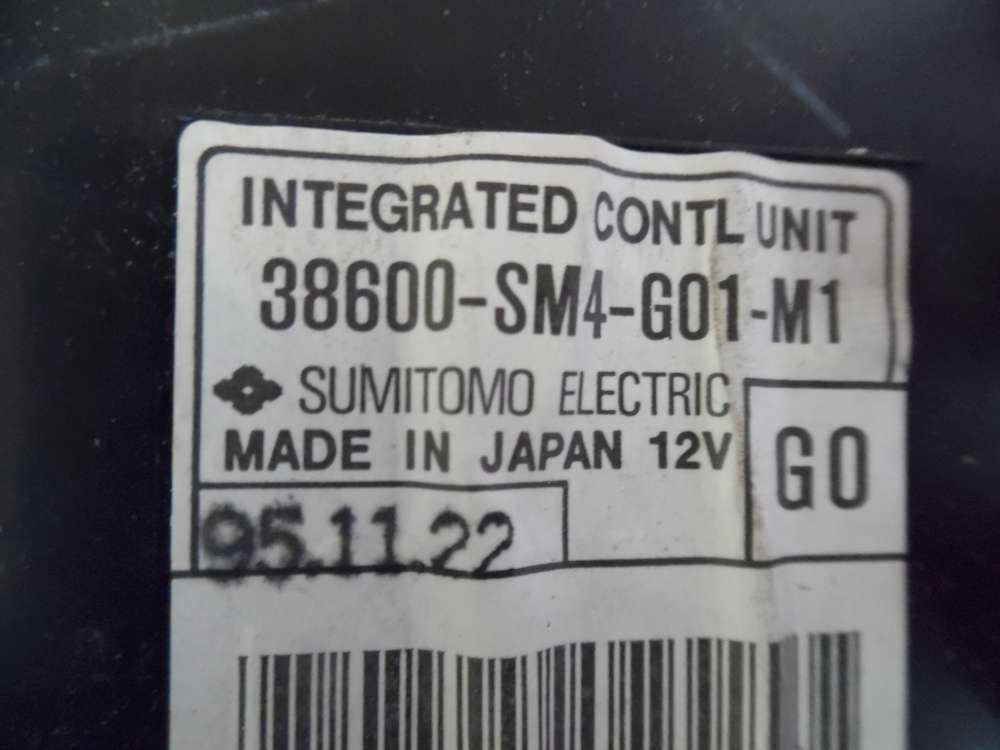 INTEGRATED CONTL UNIT
38600-SM4-G01-M1
SUMITOMO ELECTRIC
MADE IN JAPAN 12V
G0
95.11.22